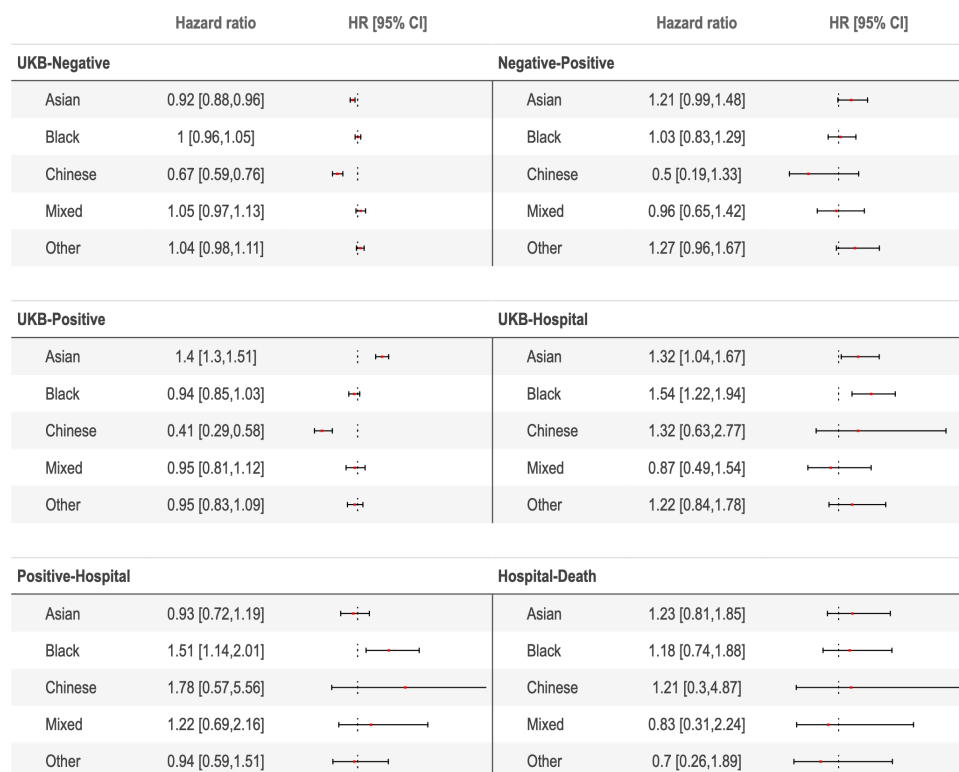 Hazard ratio HR [95% CI] Hazard ratio HR [95% CI]
UKB-Negative Negative-Positive
Asian 0.92 [0.88,0.96] Asian 1.21 [0.99,1.48]
Black 1 [0.96,1.05] Black 1.03 [0.83,1.29]
Chinese 0.67 [0.59,0.76] Chinese 0.5 [0.19,1.33]
Mixed 1.05 [0.97,1.13] Mixed 0.96 [0.65,1.42]
Other 1.04 [0.98,1.11] Other 1.27 [0.96,1.67]
UKB-Positive UKB-Hospital
Asian 1.4 [1.3,1.51] Asian 1.32 [1.04,1.67]
Black 0.94 [0.85,1.03] Black 1.54 [1.22,1.94]
Chinese 0.41 [0.29,0.58] Chinese 1.32 [0.63,2.77]
Mixed 0.95 [0.81,1.12] Mixed 0.87 [0.49,1.54]
Other 0.95 [0.83,1.09] Other 1.22 [0.84,1.78]
Positive-Hospital Hospital-Death
Asian 0.93 [0.72,1.19] Asian 1.23 [0.81,1.85]
Black 1.51 [1.14,2.01] Black 1.18 [0.74,1.88]
Chinese 1.78 [0.57,5.56] Chinese 1.21 [0.3,4.87]
Mixed 1.22 [0.69,2.16] Mixed 0.83 [0.31,2.24]
Other 0.94 [0.59,1.51] Other 0.7 [0.26,1.89]